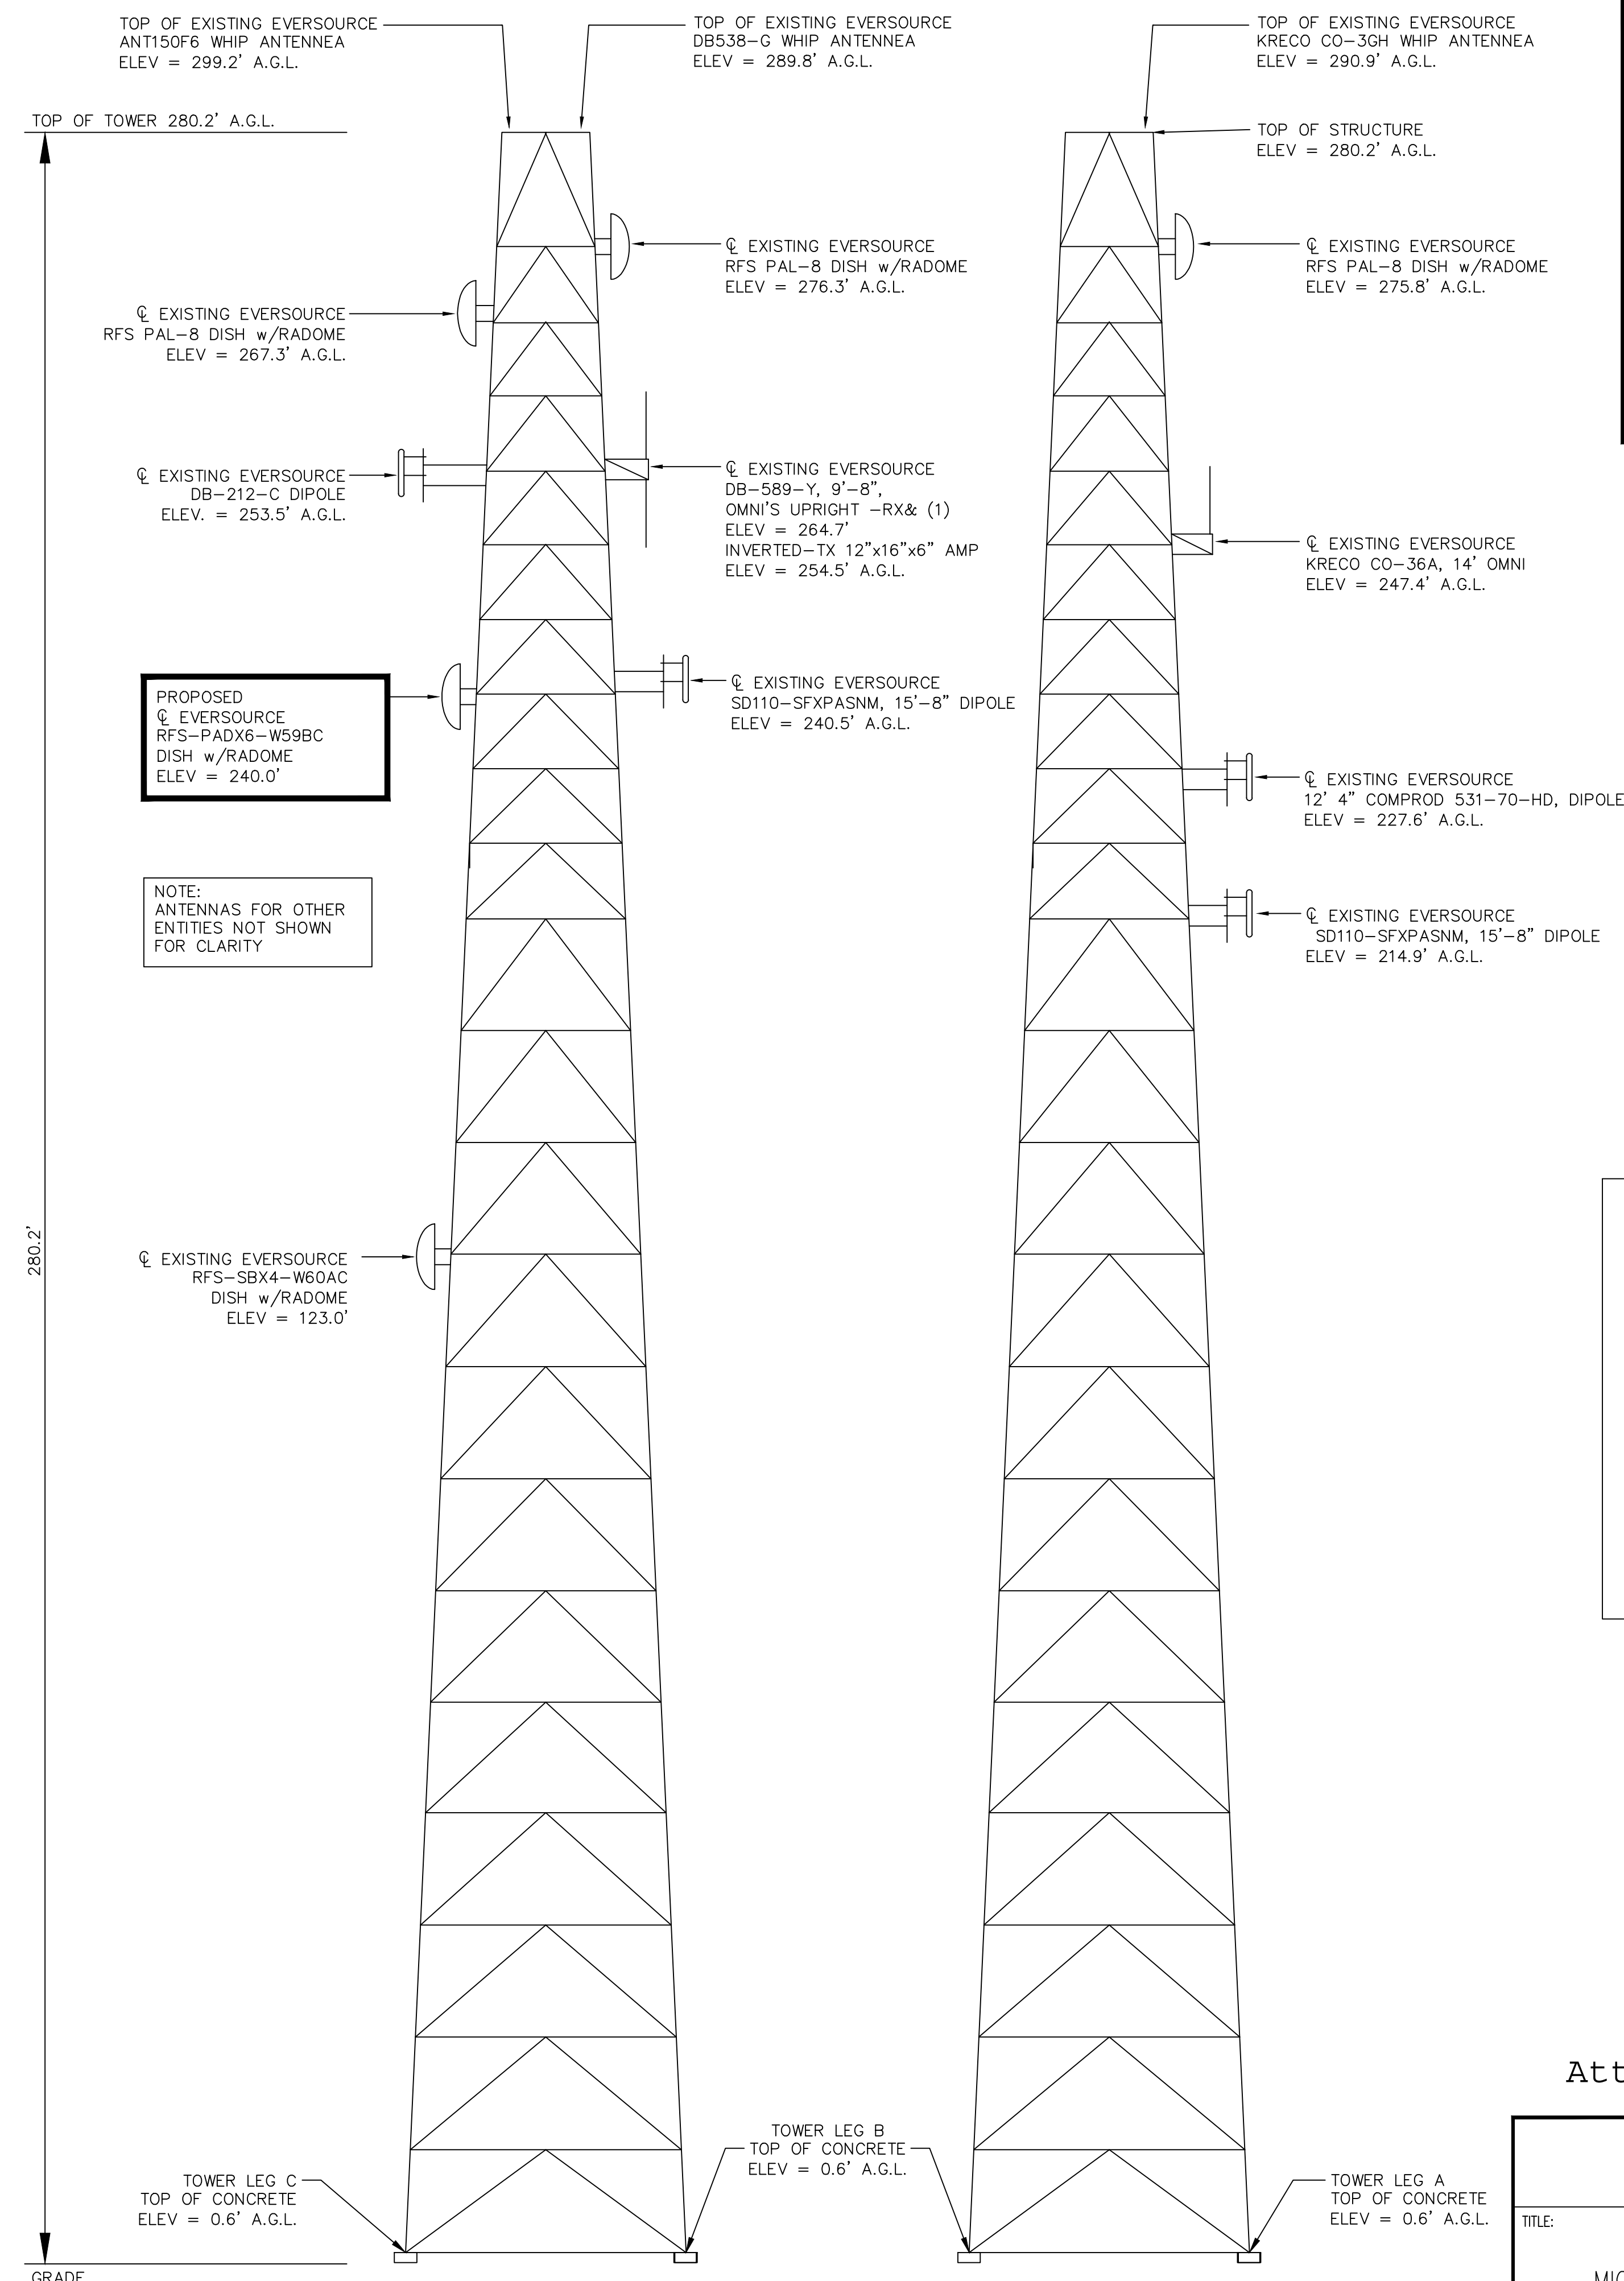 TOP OF EXISTING EVERSOURCE
ANT150F6 WHIP ANTENNEA
ELEV = 299.2' A.G.L.
TOP OF EXISTING EVERSOURCE
DB538-G WHIP ANTENNEA
ELEV = 289.8' A.G.L.
TOP OF EXISTING EVERSOURCE
KRECO CO-3GH WHIP ANTENNEA
ELEV = 290.9' A.G.L.
TOP OF TOWER 280.2' A.G.L.
TOP OF STRUCTURE
ELEV = 280.2' A.G.L.
℄ EXISTING EVERSOURCE
RFS PAL-8 DISH w/RADOME
ELEV = 276.3' A.G.L.
℄ EXISTING EVERSOURCE
RFS PAL-8 DISH w/RADOME
ELEV = 275.8' A.G.L.
℄ EXISTING EVERSOURCE
RFS PAL-8 DISH w/RADOME
ELEV = 267.3' A.G.L.
℄ EXISTING EVERSOURCE
DB-212-C DIPOLE
ELEV. = 253.5' A.G.L.
℄ EXISTING EVERSOURCE
DB-589-Y, 9'-8",
OMNI'S UPRIGHT -RX& (1)
ELEV = 264.7'
INVERTED-TX 12"x16"x6" AMP
ELEV = 254.5' A.G.L.
℄ EXISTING EVERSOURCE
KRECO CO-36A, 14' OMNI
ELEV = 247.4' A.G.L.
PROPOSED
℄ EVERSOURCE
RFS-PADX6-W59BC
DISH w/RADOME
ELEV = 240.0'
℄ EXISTING EVERSOURCE
SD110-SFXPASNM, 15'-8" DIPOLE
ELEV = 240.5' A.G.L.
℄ EXISTING EVERSOURCE
12' 4" COMPROD 531-70-HD, DIPOLE
ELEV = 227.6' A.G.L.
NOTE:
ANTENNAS FOR OTHER
ENTITIES NOT SHOWN
FOR CLARITY
℄ EXISTING EVERSOURCE
SD110-SFXPASNM, 15'-8" DIPOLE
ELEV = 214.9' A.G.L.
280.2'
℄ EXISTING EVERSOURCE
RFS-SBX4-W60AC
DISH w/RADOME
ELEV = 123.0'
Att
TOWER LEG C
TOP OF CONCRETE
ELEV = 0.6' A.G.L.
TOWER LEG B
TOP OF CONCRETE
ELEV = 0.6' A.G.L.
TOWER LEG A
TOP OF CONCRETE
ELEV = 0.6' A.G.L.
TITLE:
GRADE